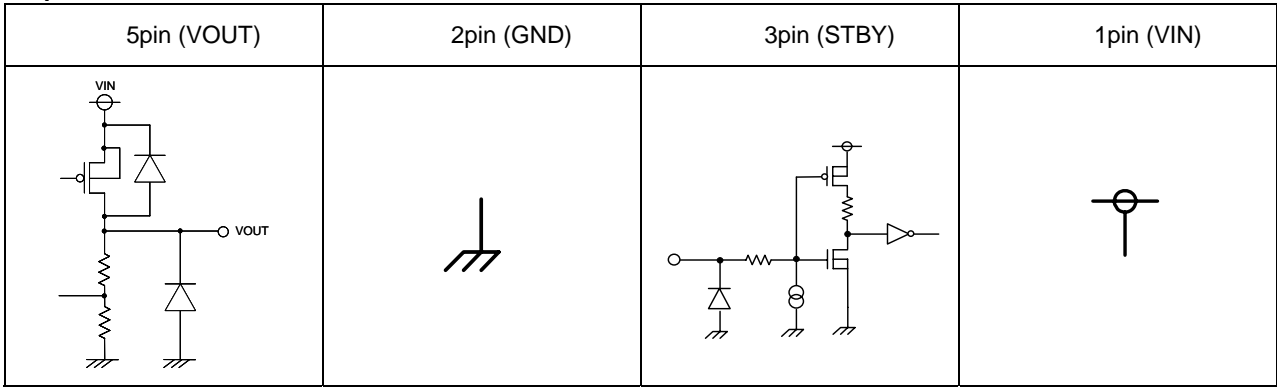 5pin (VOUT)
2pin (GND)
3pin (STBY)
1pin (VIN)
VIN
VOUT